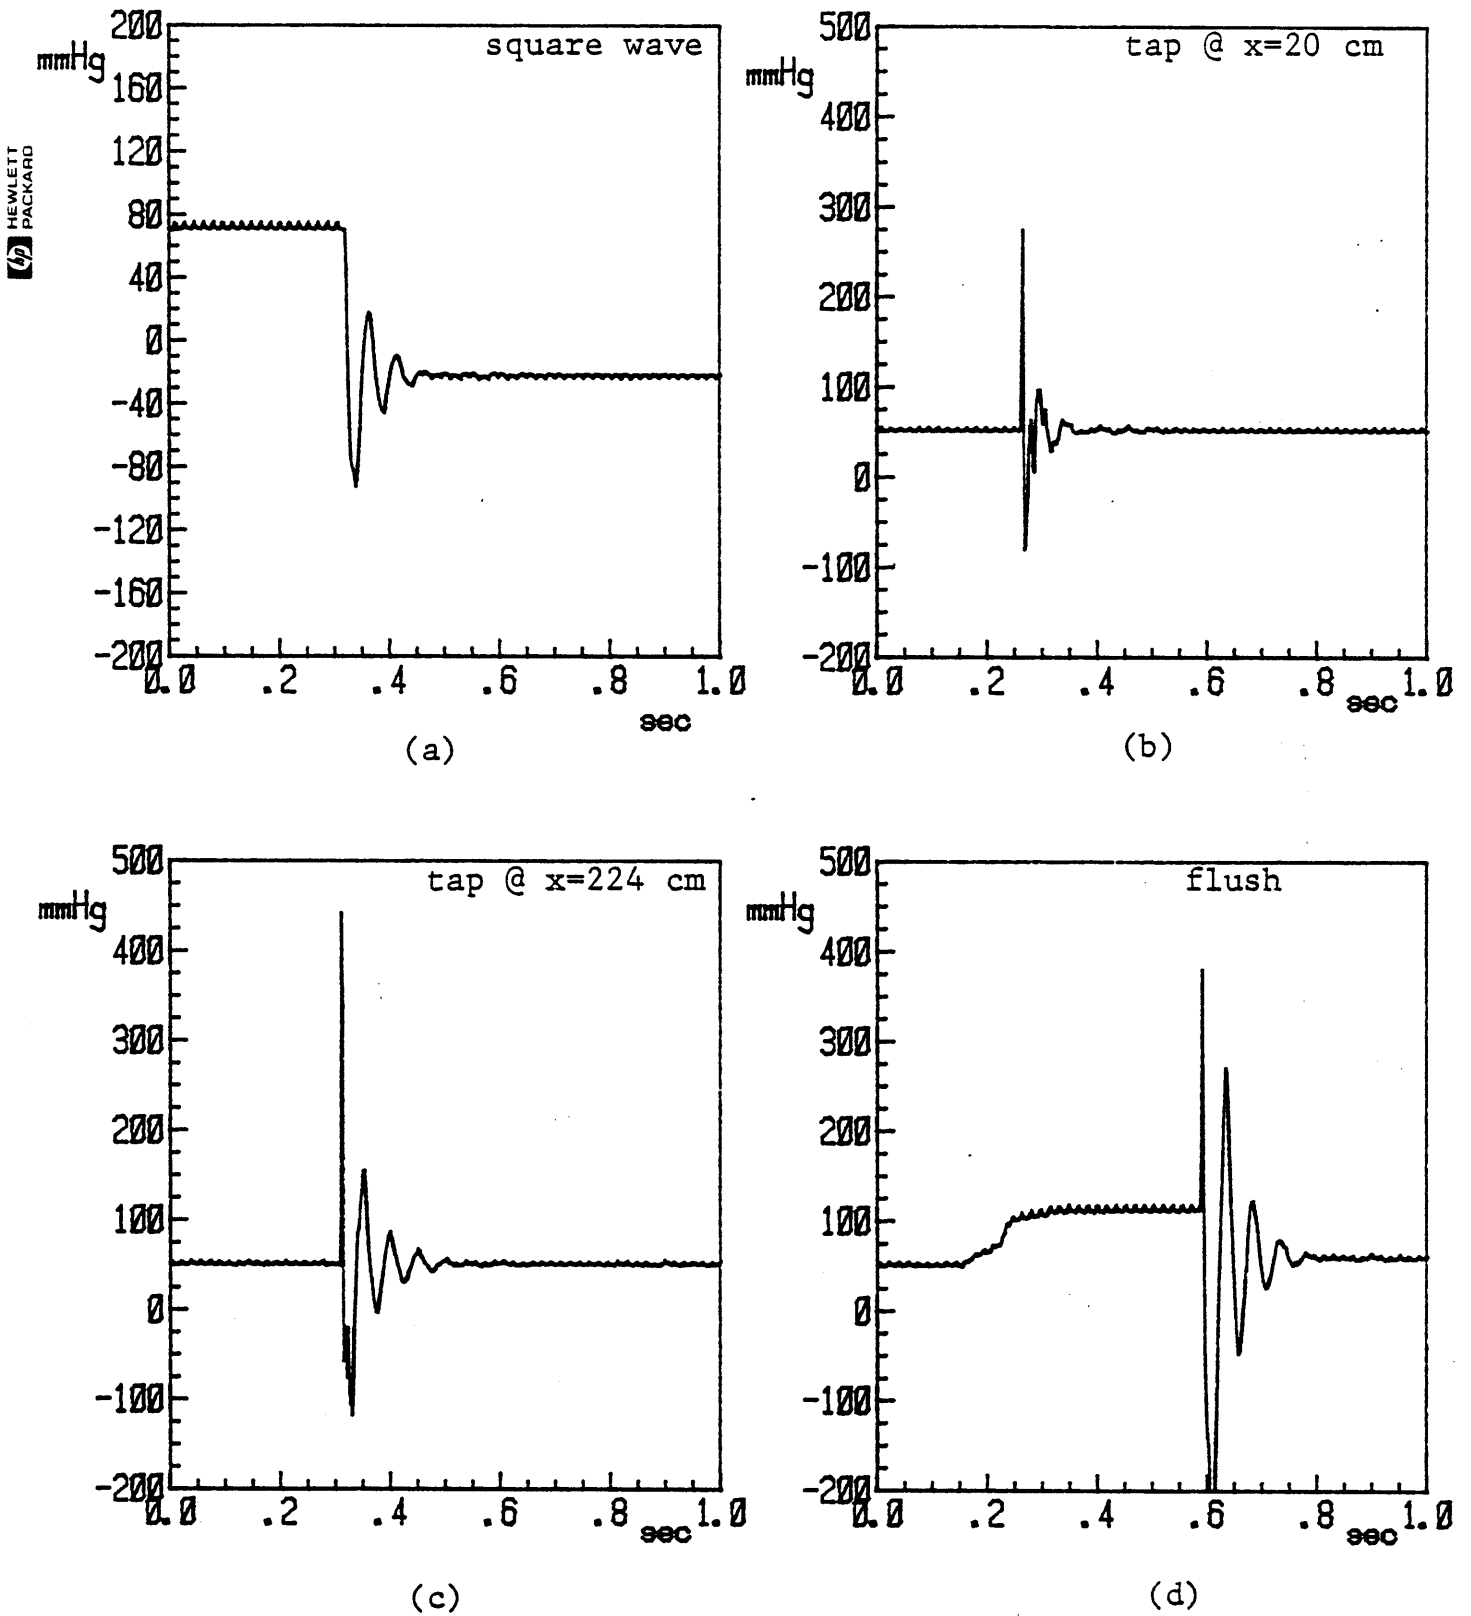 HEWLETT
PACKARD
hp
200
mmHg
square wave
160
120
80
40
0
-40
-80
-120
-160
-200
0.0 .2 .4 .6 .8 1.0
sec
(a)
500
mmHg
tap @ x=20 cm
400
300
200
100
0
-100
-200
0.0 .2 .4 .6 .8 1.0
sec
(b)
500
mmHg
tap @ x=224 cm
400
300
200
100
0
-100
-200
0.0 .2 .4 .6 .8 1.0
sec
(c)
500
mmHg
flush
400
300
200
100
0
-100
-200
0.0 .2 .4 .6 .8 1.0
sec
(d)